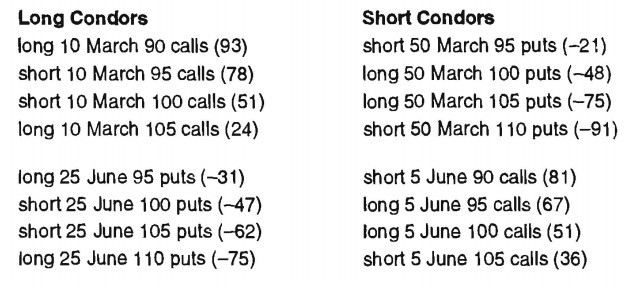 Long Condors
long 10 March 90 calls (93)
short 10 March 95 calls (78)
short 10 March 100 calls (51)
long 10 March 105 calls (24)
long 25 June 95 puts (–31)
short 25 June 100 puts (–47)
short 25 June 105 puts (–62)
long 25 June 110 puts (–75)
Short Condors
short 50 March 95 puts (–21)
long 50 March 100 puts (–48)
long 50 March 105 puts (–75)
short 50 March 110 puts (–91)
short 5 June 90 calls (81)
long 5 June 95 calls (67)
long 5 June 100 calls (51)
short 5 June 105 calls (36)